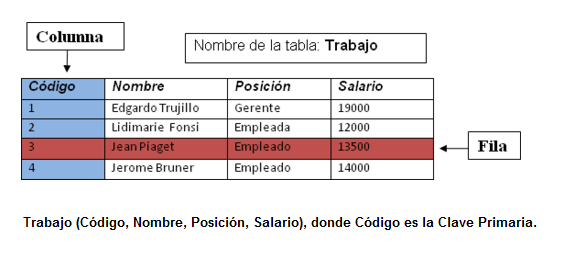 Columna
Nombre de la tabla: Trabajo
Código Nombre Posición Salario
1 Edgardo Trujillo Gerente 19000
2 Lidimarie Fonsi Empleada 12000
3 Jean Piaget Empleado 13500
Fila
4 Jerome Bruner Empleado 14000
Trabajo (Código, Nombre, Posición, Salario), donde Código es la Clave Primaria.